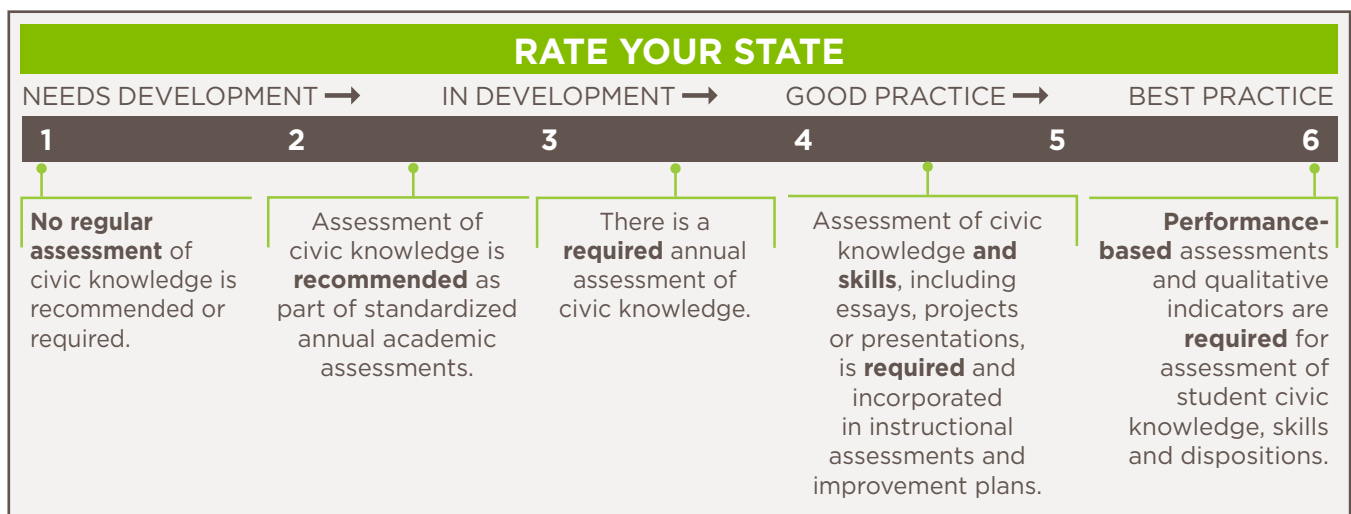 RATE YOUR STATE
NEEDS DEVELOPMENT → IN DEVELOPMENT → GOOD PRACTICE → BEST PRACTICE
1 2 3 4 5 6
No regular
assessment of
civic knowledge is
recommended or
required.
Assessment of
civic knowledge is
recommended as
part of standardized
annual academic
assessments.
There is a
required annual
assessment of
civic knowledge.
Assessment of civic
knowledge and
skills, including
essays, projects
or presentations,
is required and
incorporated
in instructional
assessments and
improvement plans.
Performance-
based assessments
and qualitative
indicators are
required for
assessment of
student civic
knowledge, skills
and dispositions.